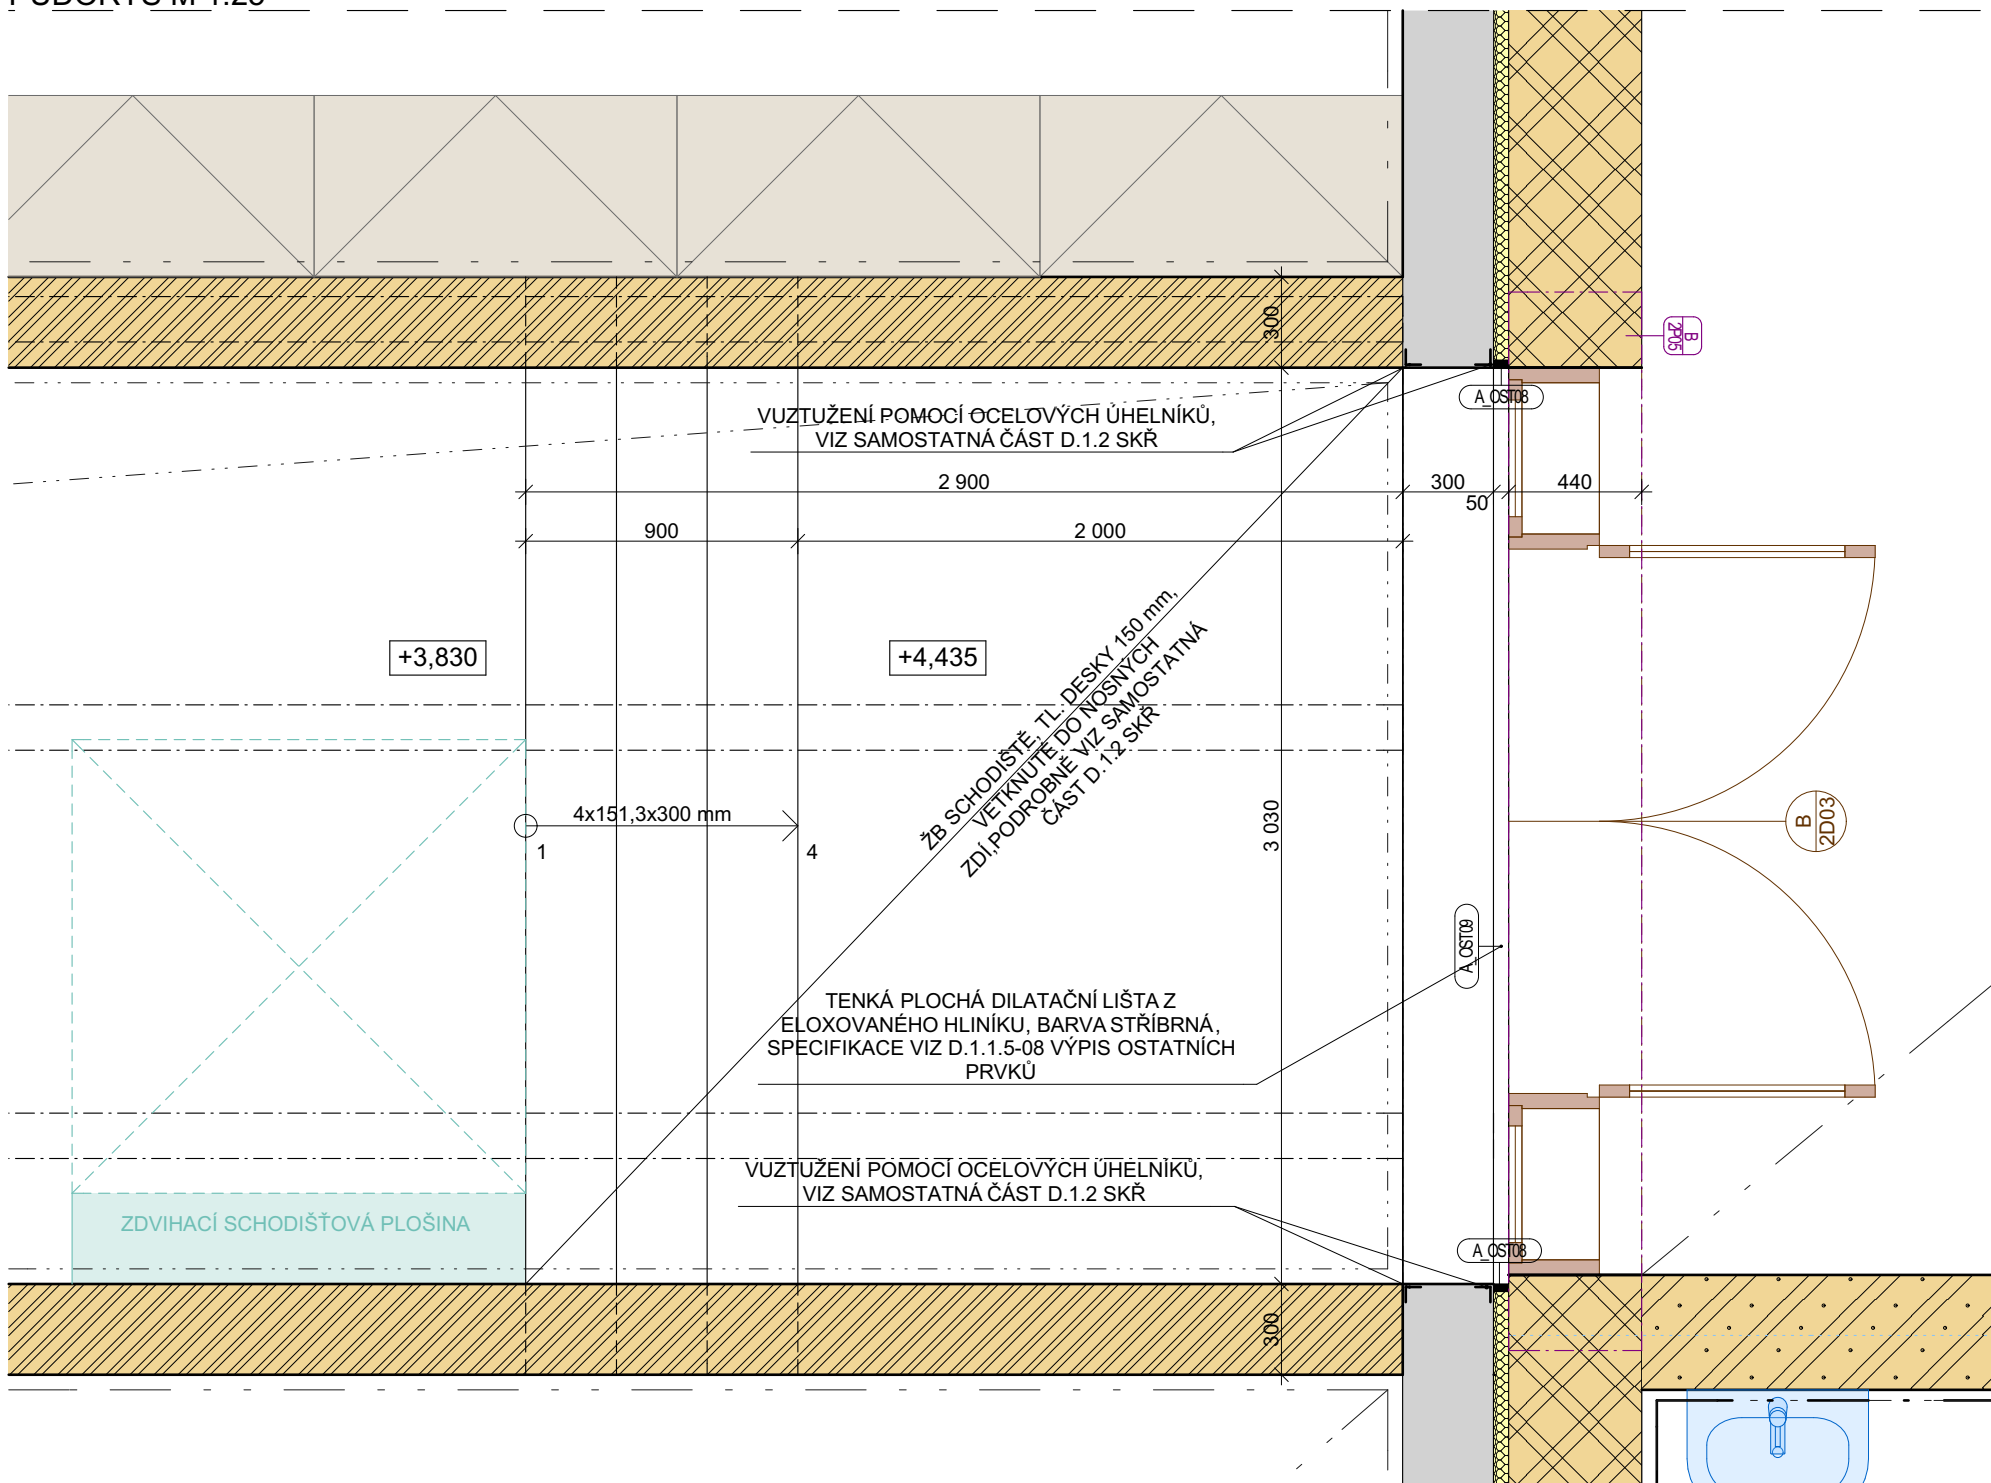 300
B
2P05
A_OST08
VUZTUŽENÍ POMOCÍ OCELOVÝCH ÚHELNÍKŮ,
VIZ SAMOSTATNÁ ČÁST D.1.2 SKŘ
2 900
300
50
440
900
2 000
+3,830
+4,435
ŽB SCHODIŠTĚ, TL. DESKY 150 mm,
VETKNUTÉ DO NOSNÝCH
ZDÍ,PODROBNĚ VIZ SAMOSTATNÁ
ČÁST D.1.2 SKŘ
4x151,3x300 mm
1
4
3 030
B
2D03
A_OST09
TENKÁ PLOCHÁ DILATAČNÍ LIŠTA Z
ELOXOVANÉHO HLINÍKU, BARVA STŘÍBRNÁ,
SPECIFIKACE VIZ D.1.1.5-08 VÝPIS OSTATNÍCH
PRVKŮ
VUZTUŽENÍ POMOCÍ OCELOVÝCH ÚHELNÍKŮ,
VIZ SAMOSTATNÁ ČÁST D.1.2 SKŘ
ZDVIHACÍ SCHODIŠŤOVÁ PLOŠINA
A_OST08
300